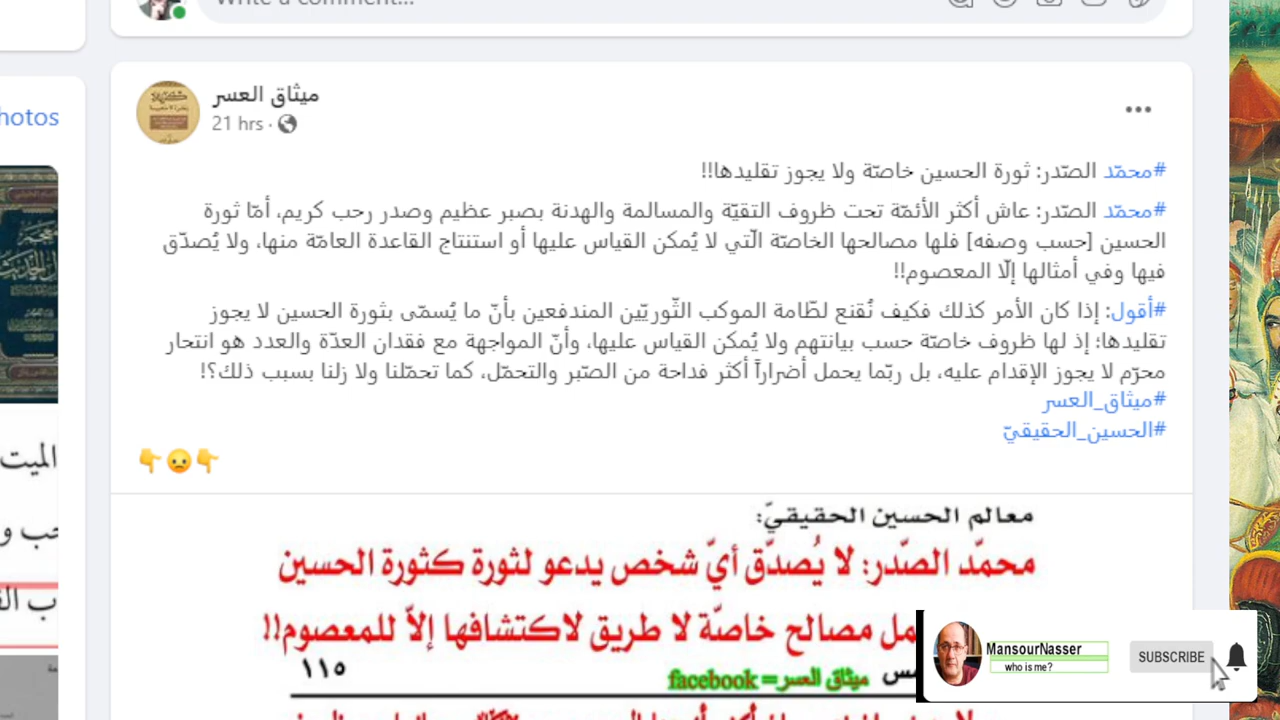 Write a comment...
hotos
ميثاق العسر
21 hrs ·
#محمّد الصّدر: ثورة الحسين خاصّة ولا يجوز تقليدها!!
#محمّد الصّدر: عاش أكثر الأئمّة تحت ظروف التقيّة والمسالمة والهدنة بصبر عظيم وصدر رحب كريم، أمّا ثورة
الحسين [حسب وصفه] فلها مصالحها الخاصّة الّتي لا يُمكن القياس عليها أو استنتاج القاعدة العامّة منها، ولا يُصدّق
فيها وفي أمثالها إلّا المعصوم!!
#أقول: إذا كان الأمر كذلك فكيف نُقنع لطّامة الموكب الثّوريّين المندفعين بأنّ ما يُسمّى بثورة الحسين لا يجوز
تقليدها؛ إذ لها ظروف خاصّة حسب بيانتهم ولا يُمكن القياس عليها، وأنّ المواجهة مع فقدان العدّة والعدد هو انتحار
محرّم لا يجوز الإقدام عليه، بل ربّما يحمل أضراراً أكثر فداحة من الصّبر والتحمّل، كما تحمّلنا ولا زلنا بسبب ذلك؟!
#ميثاق_العسر
#الحسين_الحقيقيّ
👇😦👇
الميت
معالم الحسين الحقيقيّ:
محمّد الصّدر: لا يُصدّق أيّ شخص يدعو لثورة كثورة الحسين
مل مصالح خاصّة لا طريق لاكتشافها إلاّ للمعصوم!!
١١٥
ميثاق العسر=facebook
MansourNasser
who is me?
SUBSCRIBE